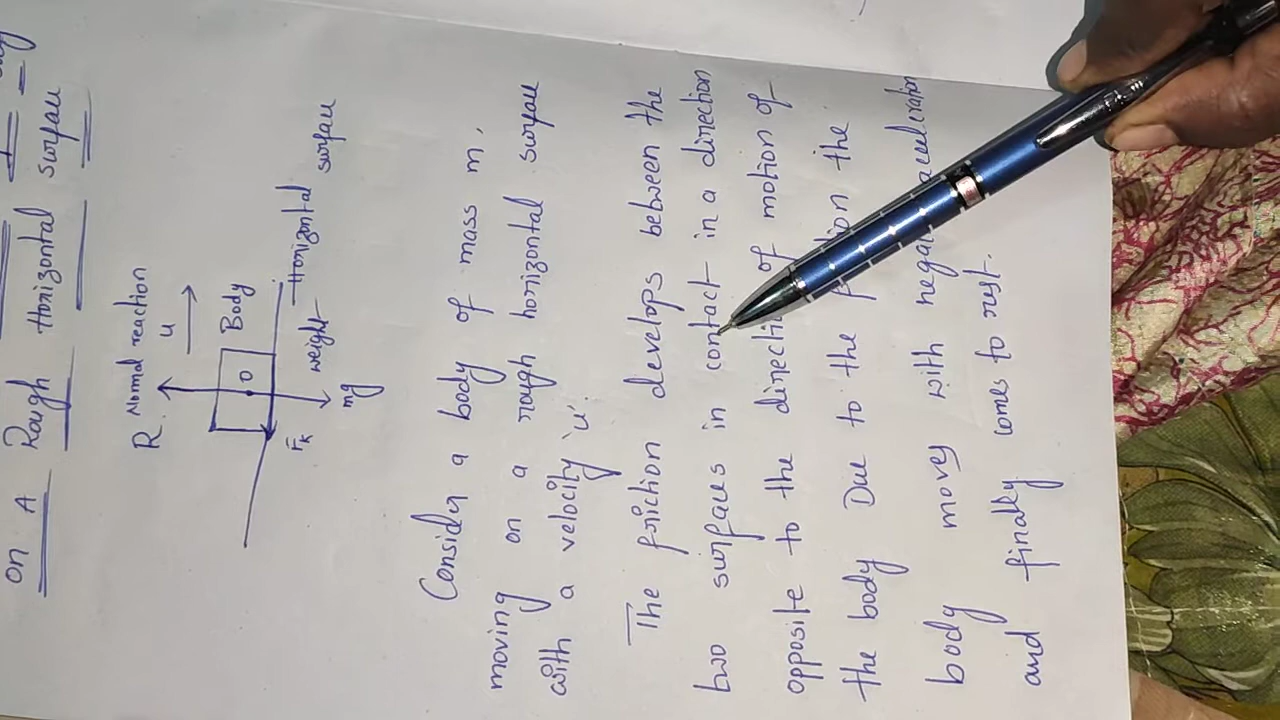 on A Rough Horizontal surface
R Normal reaction
u
Body
O
Horizontal surface
Fk weight
mg
Consider a body of mass m,
moving on a rough horizontal surface
with a velocity 'u'.
The friction develops between the
two surfaces in contact in a direction
opposite to the direction of motion of
the body Due to the the
body moves with acceleration
and finally comes to rest.